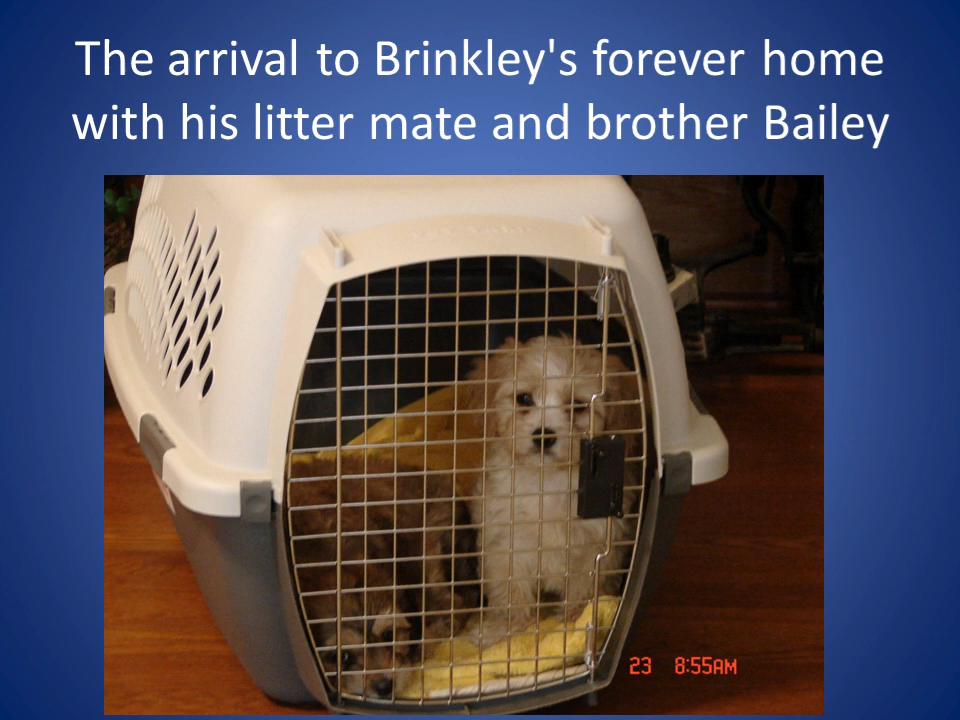 The arrival to Brinkley's forever home
with his litter mate and brother Bailey
23 8:55AM